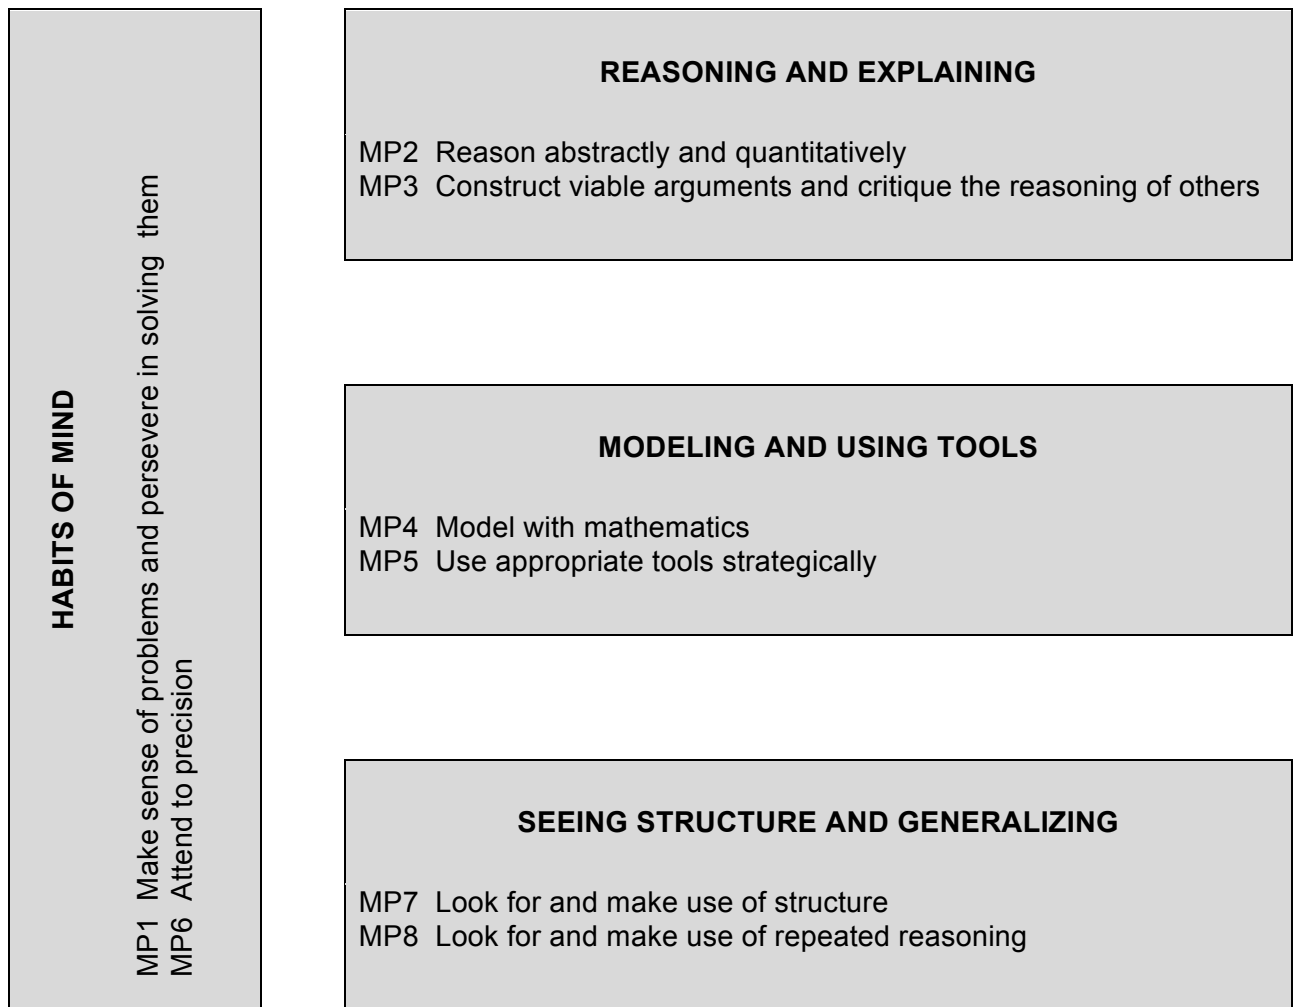 HABITS OF MIND
MP1 Make sense of problems and persevere in solving them
MP6 Attend to precision
REASONING AND EXPLAINING
MP2 Reason abstractly and quantitatively
MP3 Construct viable arguments and critique the reasoning of others
MODELING AND USING TOOLS
MP4 Model with mathematics
MP5 Use appropriate tools strategically
SEEING STRUCTURE AND GENERALIZING
MP7 Look for and make use of structure
MP8 Look for and make use of repeated reasoning